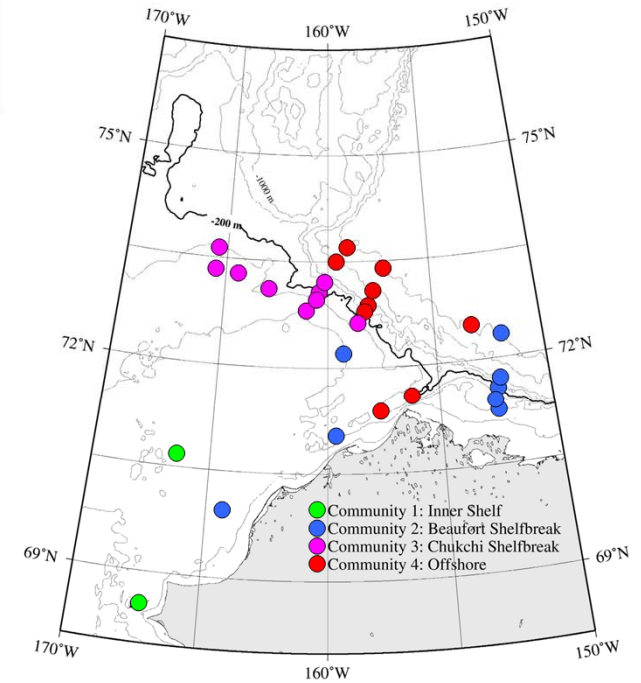 170°W
160°W
150°W
75°N
75°N
-1000 m
-200 m
72°N
72°N
Community 1: Inner Shelf
Community 2: Beaufort Shelfbreak
Community 3: Chukchi Shelfbreak
Community 4: Offshore
69°N
69°N
170°W
160°W
150°W